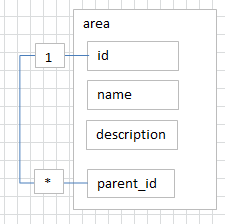 area
1
id
name
description
*
parent_id